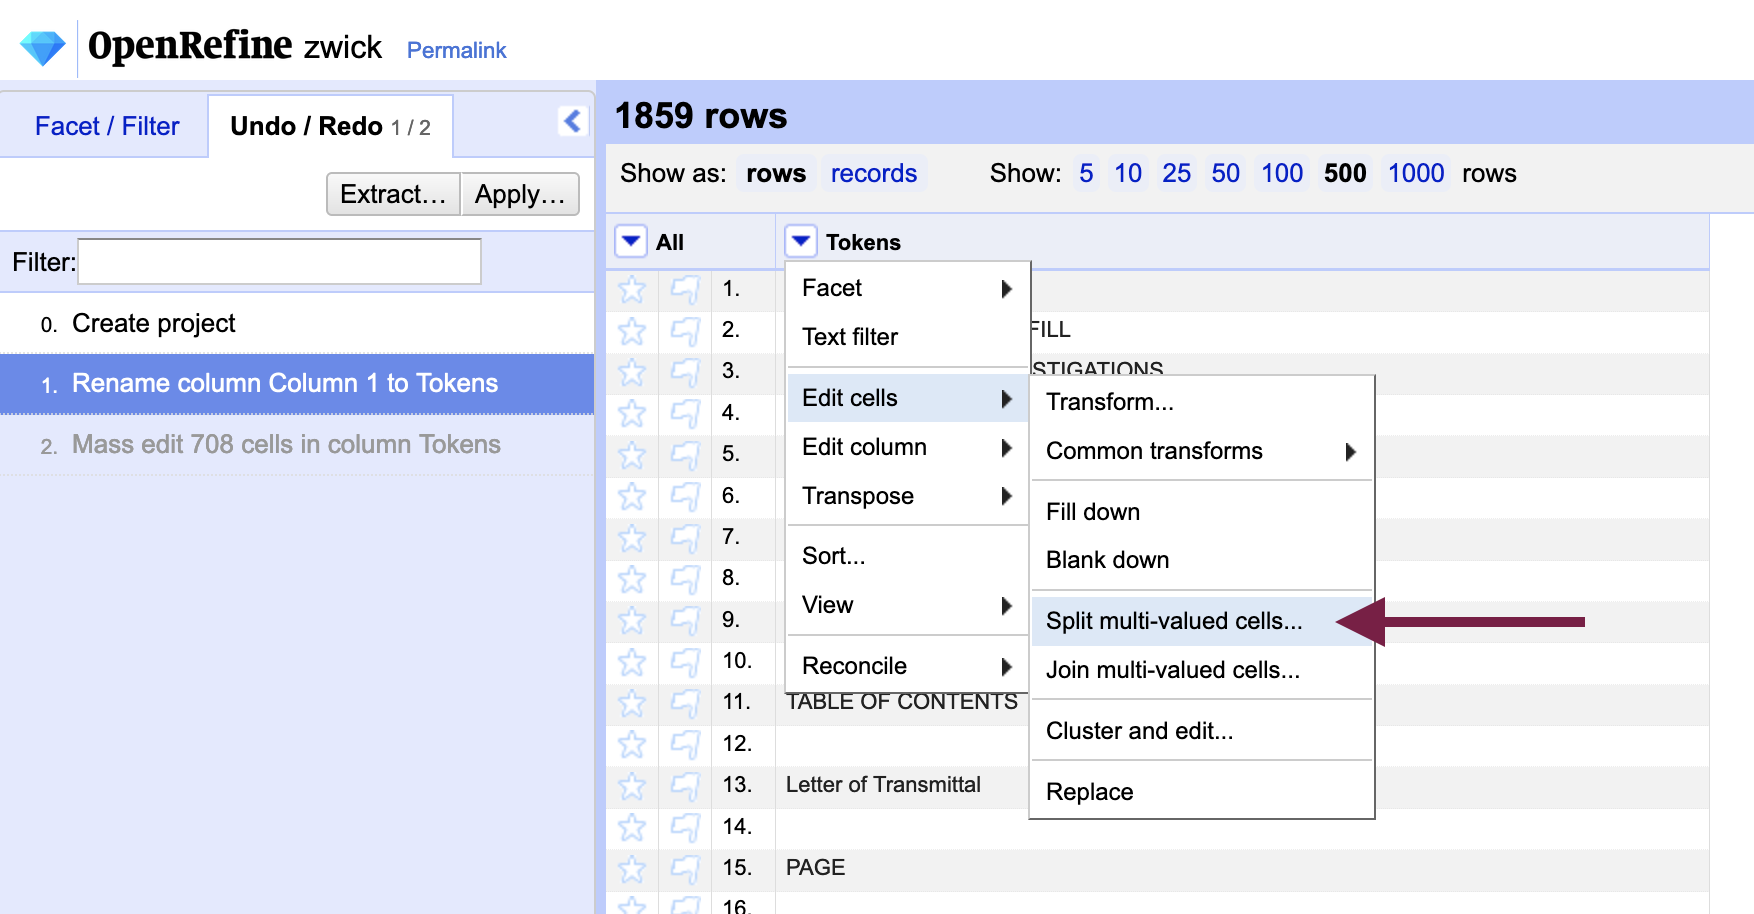 OpenRefine zwick Permalink
Facet / Filter
Undo / Redo 1 / 2
Extract...
Apply...
Filter:
0. Create project
1. Rename column Column 1 to Tokens
2. Mass edit 708 cells in column Tokens
1859 rows
Show as: rows records Show: 5 10 25 50 100 500 1000 rows
All
Tokens
1.
2. FILL
3. STIGATIONS
4.
5.
6.
7.
8.
9.
10.
11. TABLE OF CONTENTS
12.
13. Letter of Transmittal
14.
15. PAGE
16.
Facet
Text filter
Edit cells
Edit column
Transpose
Sort...
View
Reconcile
Transform...
Common transforms
Fill down
Blank down
Split multi-valued cells...
Join multi-valued cells...
Cluster and edit...
Replace